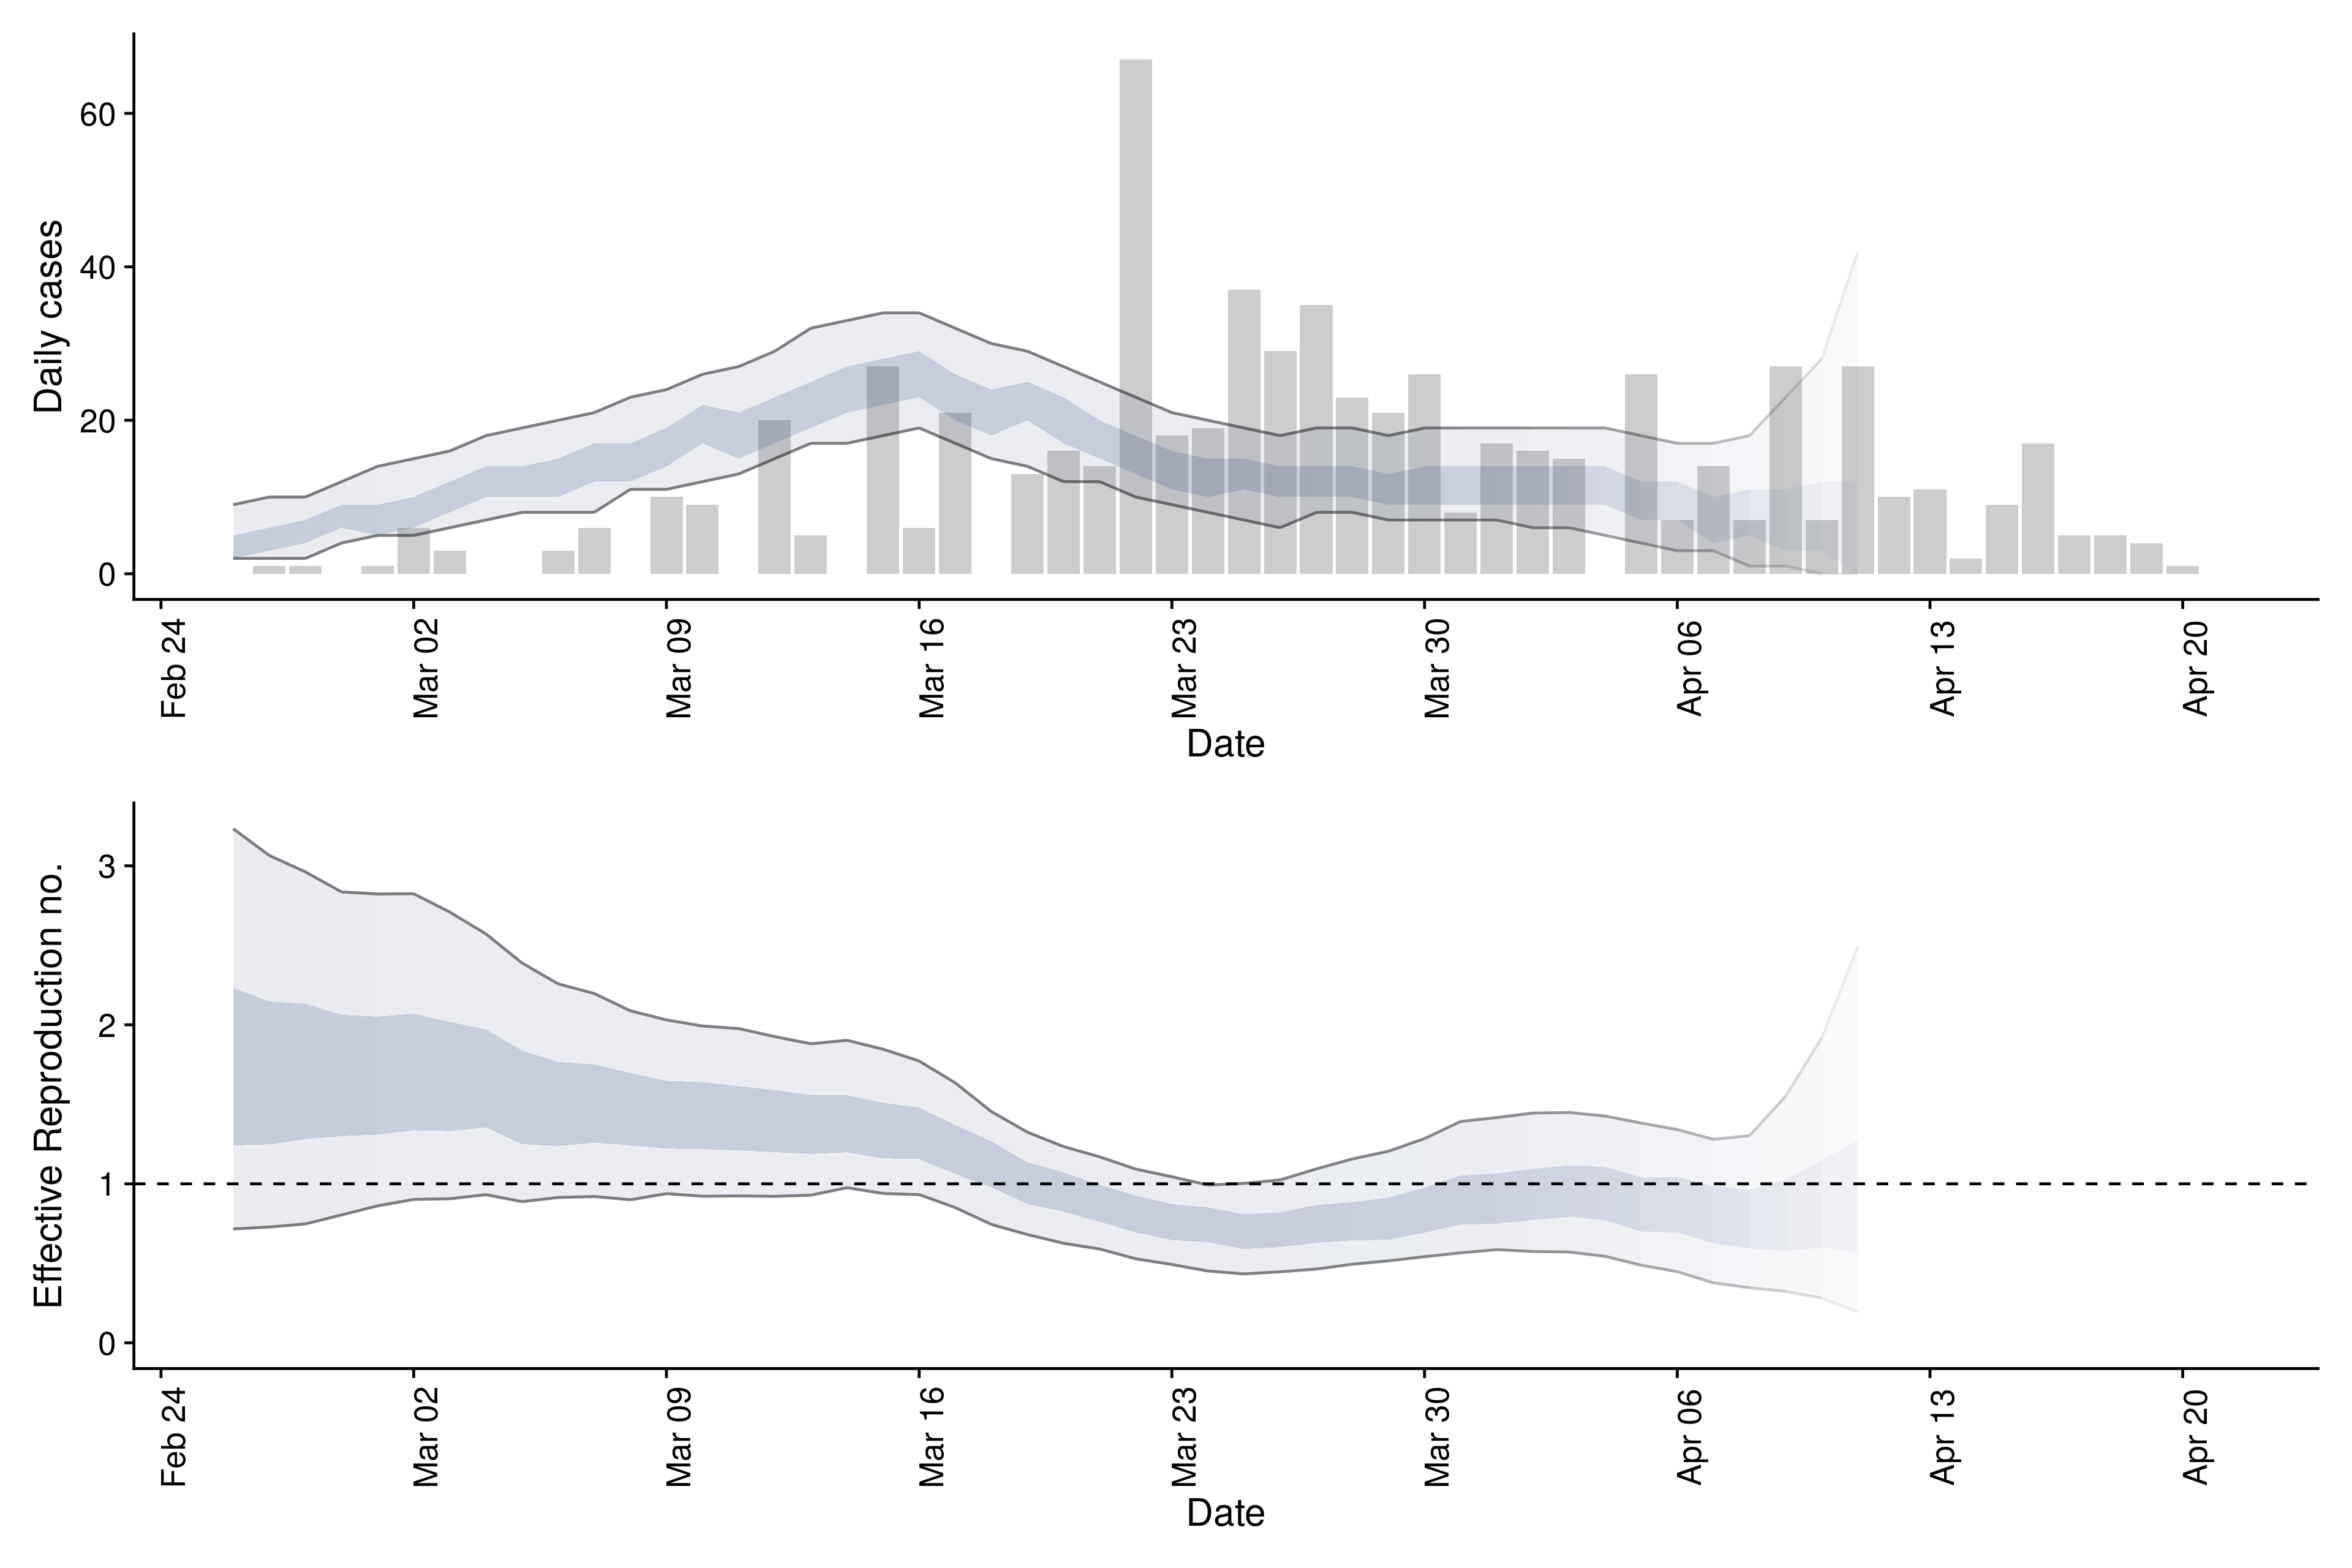 Daily cases
60
40
20
0
Feb 24
Mar 02
Mar 09
Mar 16
Mar 23
Mar 30
Apr 06
Apr 13
Apr 20
Date
Effective Reproduction no.
3
2
1
0
Feb 24
Mar 02
Mar 09
Mar 16
Mar 23
Mar 30
Apr 06
Apr 13
Apr 20
Date